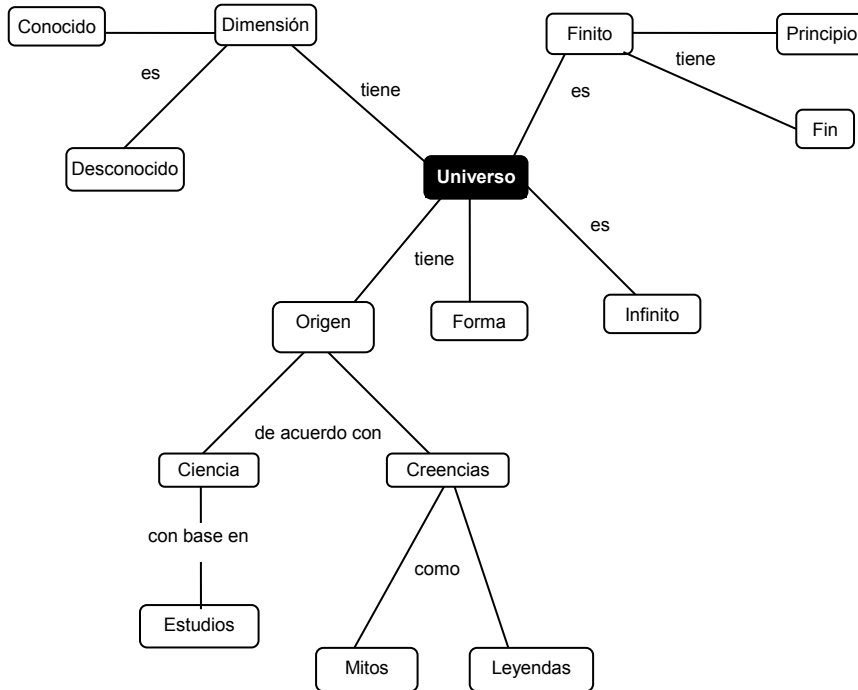 Conocido
Dimensión
Finito
Principio
es
tiene
es
tiene
Fin
Desconocido
Universo
es
tiene
Origen
Forma
Infinito
de acuerdo con
Ciencia
Creencias
con base en
como
Estudios
Mitos
Leyendas